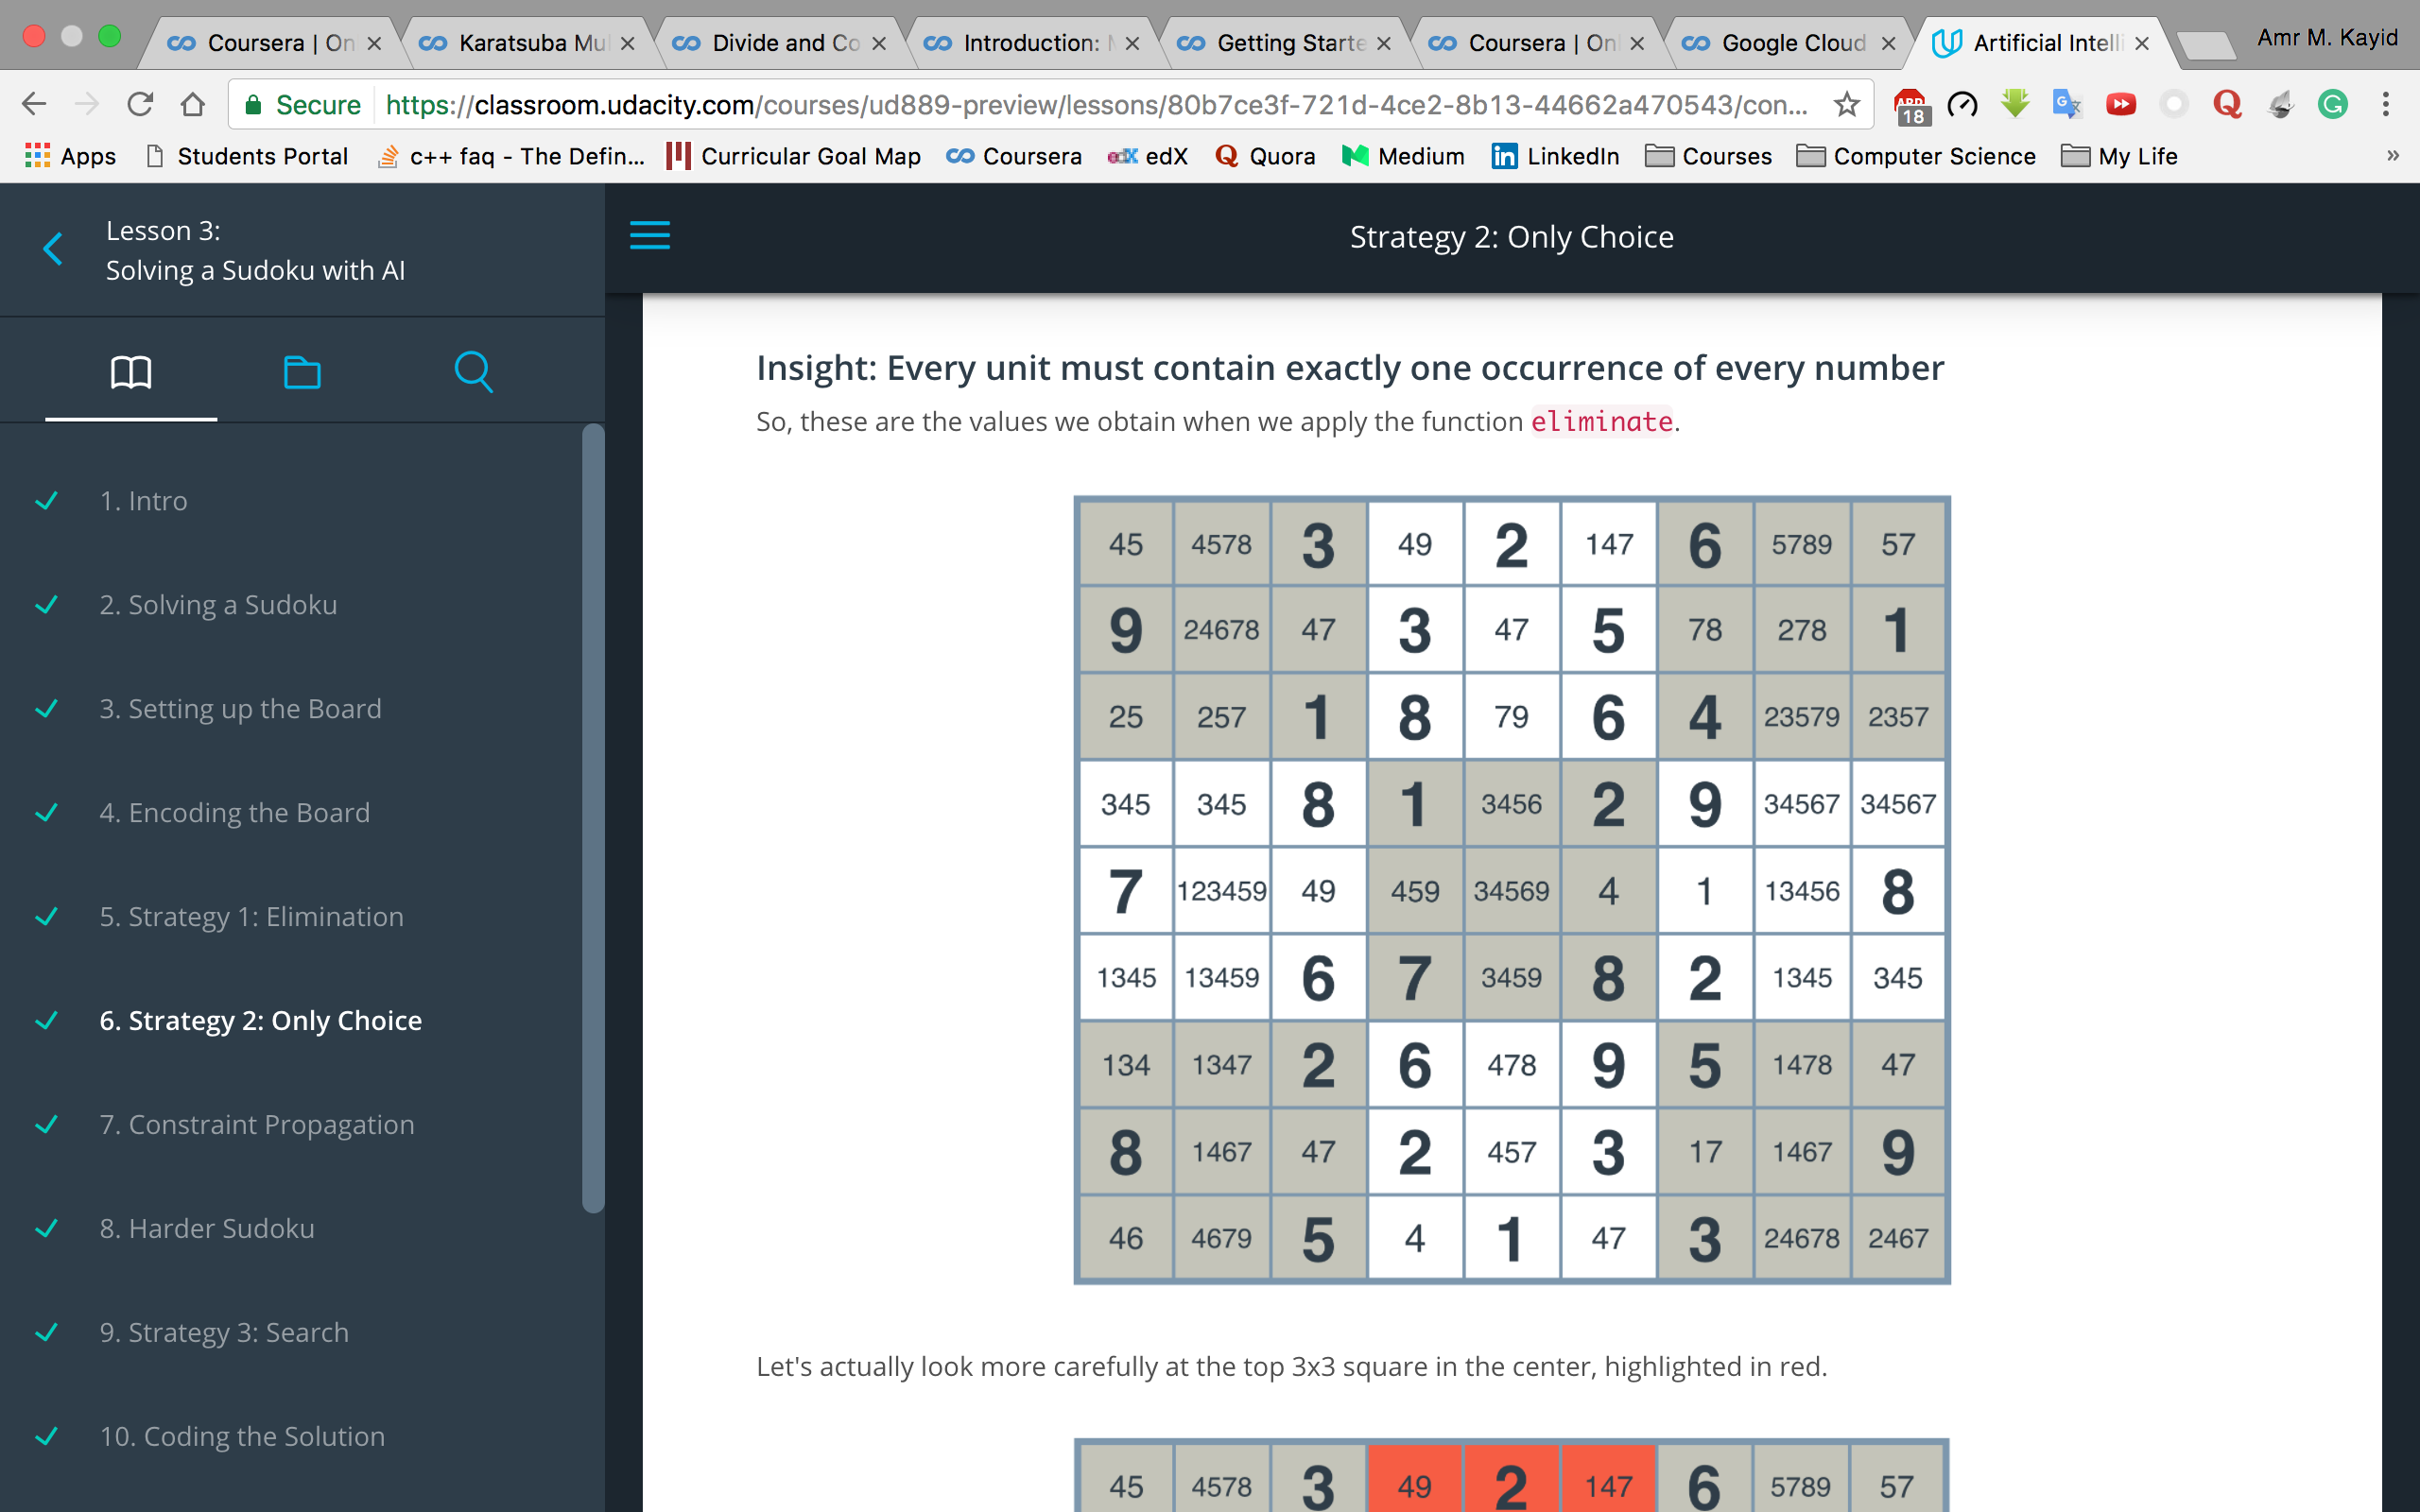 Coursera | On
Karatsuba Mul
Divide and Co
Introduction:
Getting Starte
Coursera | Onl
Google Cloud
Artificial Intelli
Amr M. Kayid
Secure
https://classroom.udacity.com/courses/ud889-preview/lessons/80b7ce3f-721d-4ce2-8b13-44662a470543/con...
ABP
18
Apps Students Portal c++ faq - The Defin... Curricular Goal Map Coursera edX Quora Medium LinkedIn Courses Computer Science My Life »
Lesson 3:
Solving a Sudoku with AI
1. Intro
2. Solving a Sudoku
3. Setting up the Board
4. Encoding the Board
5. Strategy 1: Elimination
6. Strategy 2: Only Choice
7. Constraint Propagation
8. Harder Sudoku
9. Strategy 3: Search
10. Coding the Solution
Strategy 2: Only Choice
Insight: Every unit must contain exactly one occurrence of every number
So, these are the values we obtain when we apply the function eliminate.
45 4578 3 49 2 147 6 5789 57
9 24678 47 3 47 5 78 278 1
25 257 1 8 79 6 4 23579 2357
345 345 8 1 3456 2 9 34567 34567
7 123459 49 459 34569 4 1 13456 8
1345 13459 6 7 3459 8 2 1345 345
134 1347 2 6 478 9 5 1478 47
8 1467 47 2 457 3 17 1467 9
46 4679 5 4 1 47 3 24678 2467
Let's actually look more carefully at the top 3x3 square in the center, highlighted in red.
45 4578 3 49 2 147 6 5789 57